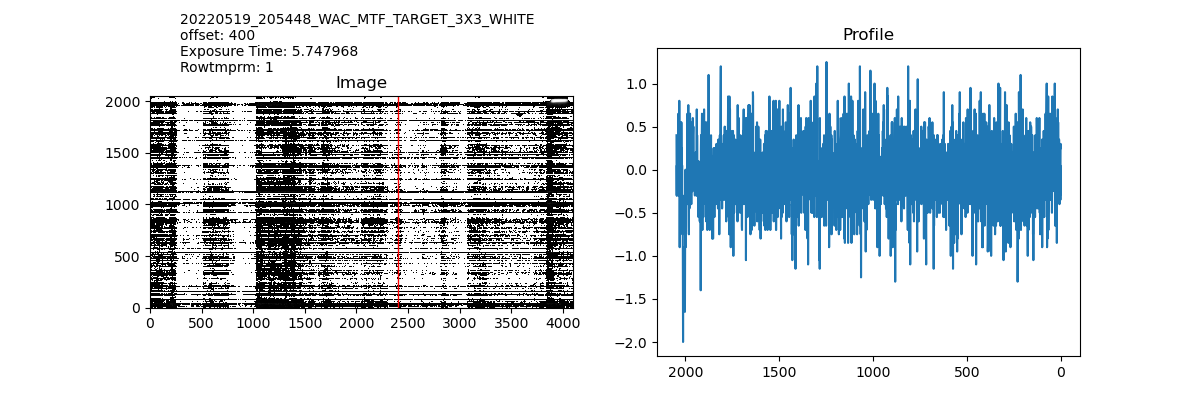 20220519_205448_WAC_MTF_TARGET_3X3_WHITE
offset: 400
Exposure Time: 5.747968
Rowtmprm: 1
Image
2000
1500
1000
500
0
0 500 1000 1500 2000 2500 3000 3500 4000
Profile
1.0
0.5
0.0
−0.5
−1.0
−1.5
−2.0
2000 1500 1000 500 0